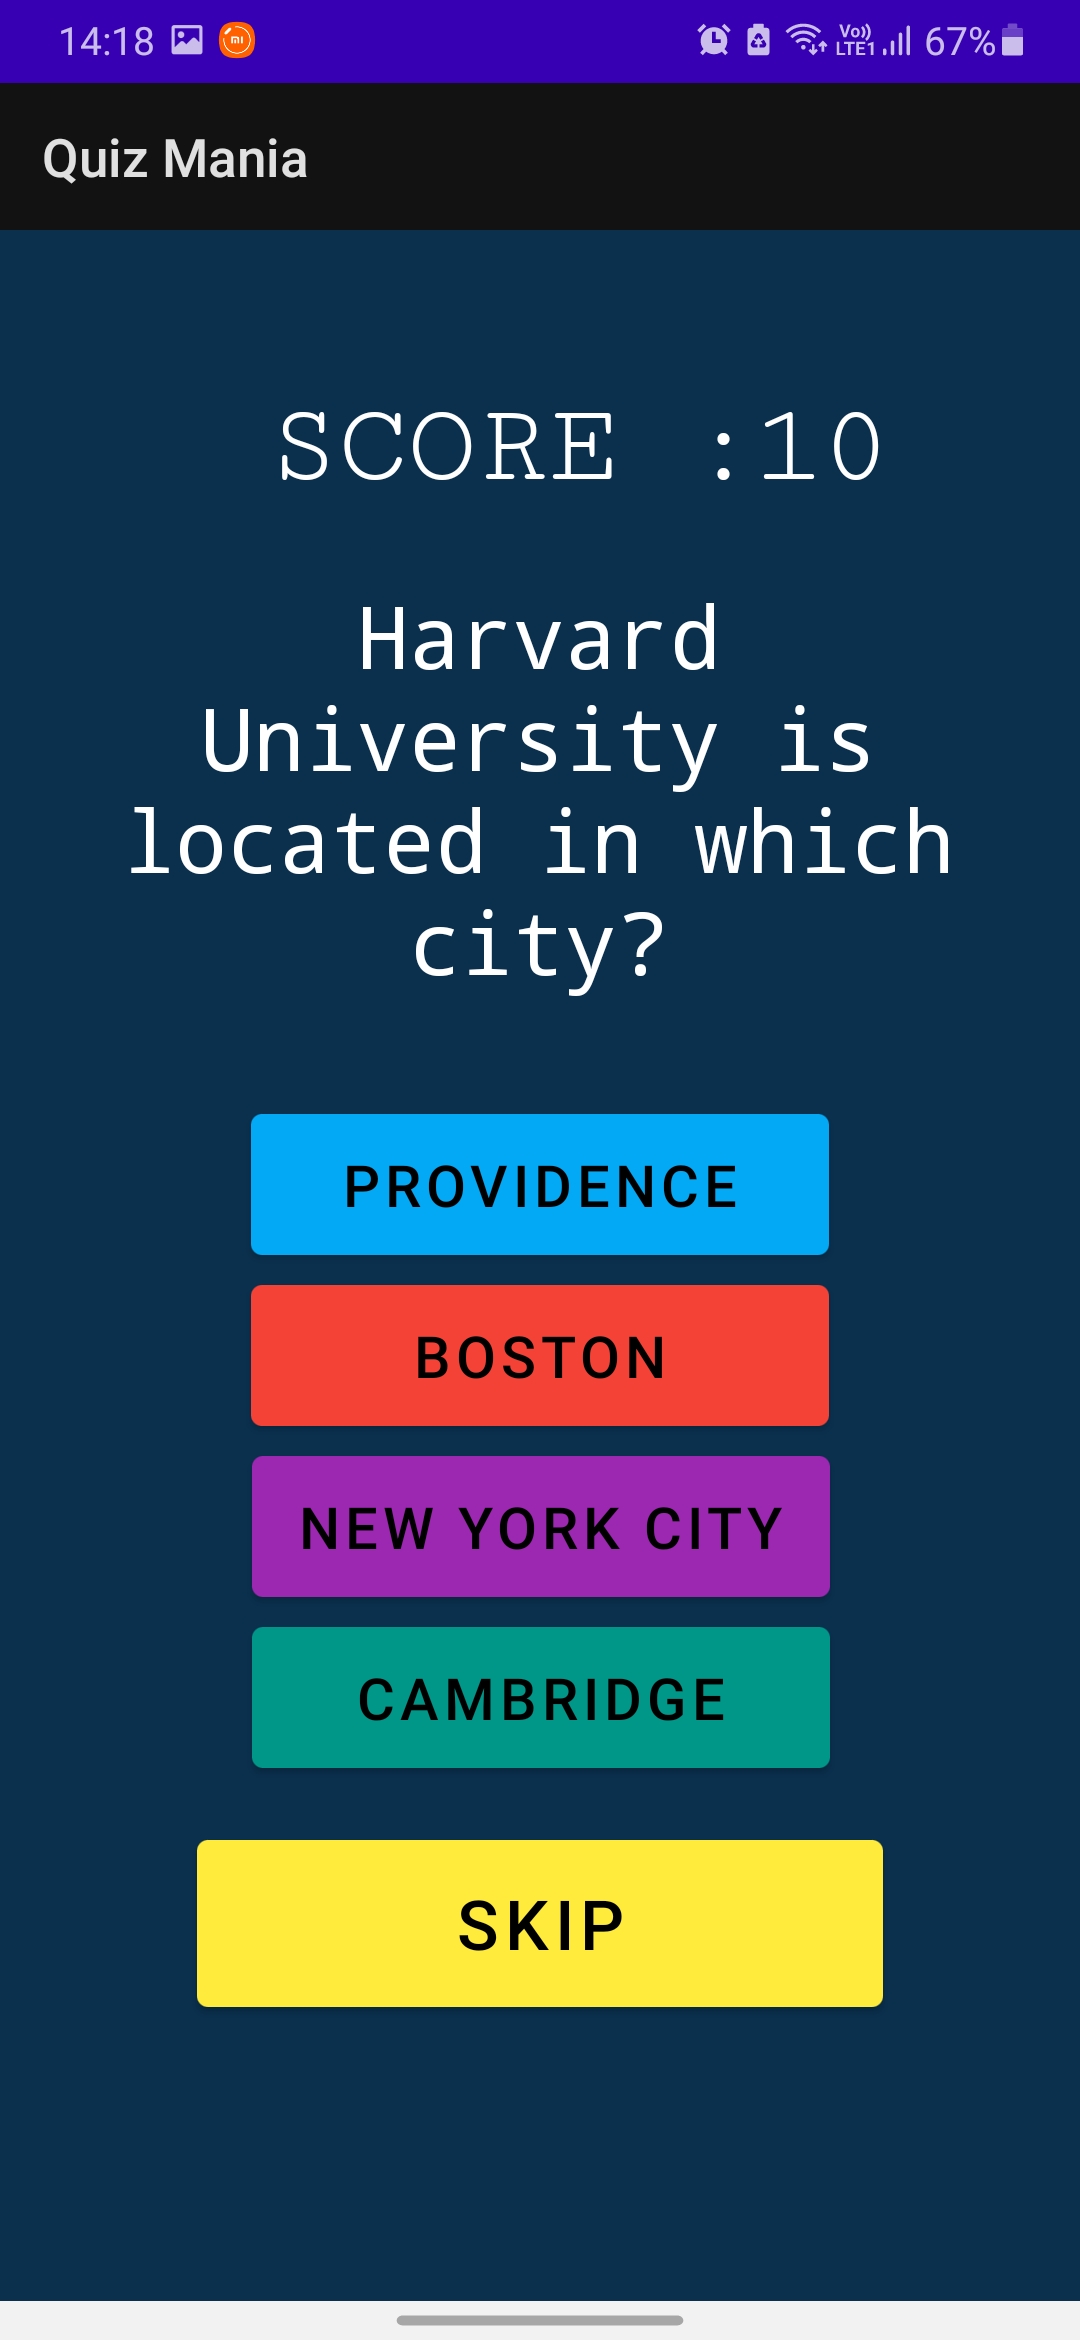 14:18 Vo)) LTE1 67%
Quiz Mania
SCORE :10
Harvard
University is
located in which
city?
PROVIDENCE
BOSTON
NEW YORK CITY
CAMBRIDGE
SKIP